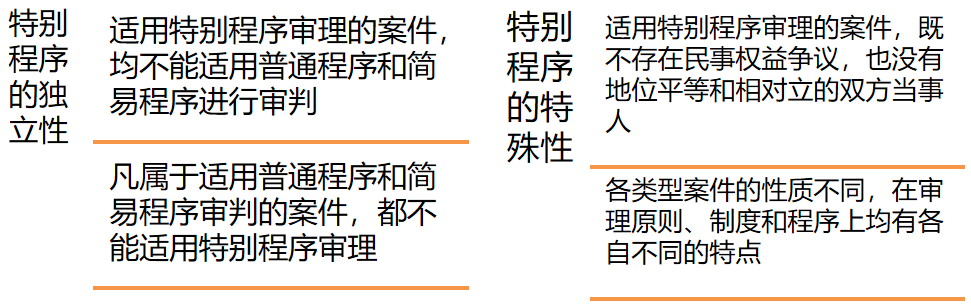 特别
程序
的独
立性
适用特别程序审理的案件，
均不能适用普通程序和简
易程序进行审判
凡属于适用普通程序和简
易程序审判的案件，都不
能适用特别程序审理
特别
程序
的特
殊性
适用特别程序审理的案件，既
不存在民事权益争议，也没有
地位平等和相对立的双方当事
人
各类型案件的性质不同，在审
理原则、制度和程序上均有各
自不同的特点